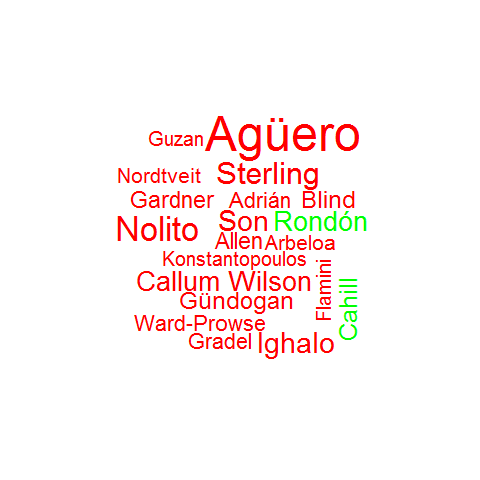 Guzan Agüero
Nordtveit Sterling
Gardner Adrián Blind
Nolito Son Rondón
Allen Arbeloa
Konstantopoulos
Callum Wilson
Gündogan
Flamini
Cahill
Ward-Prowse
Gradel Ighalo